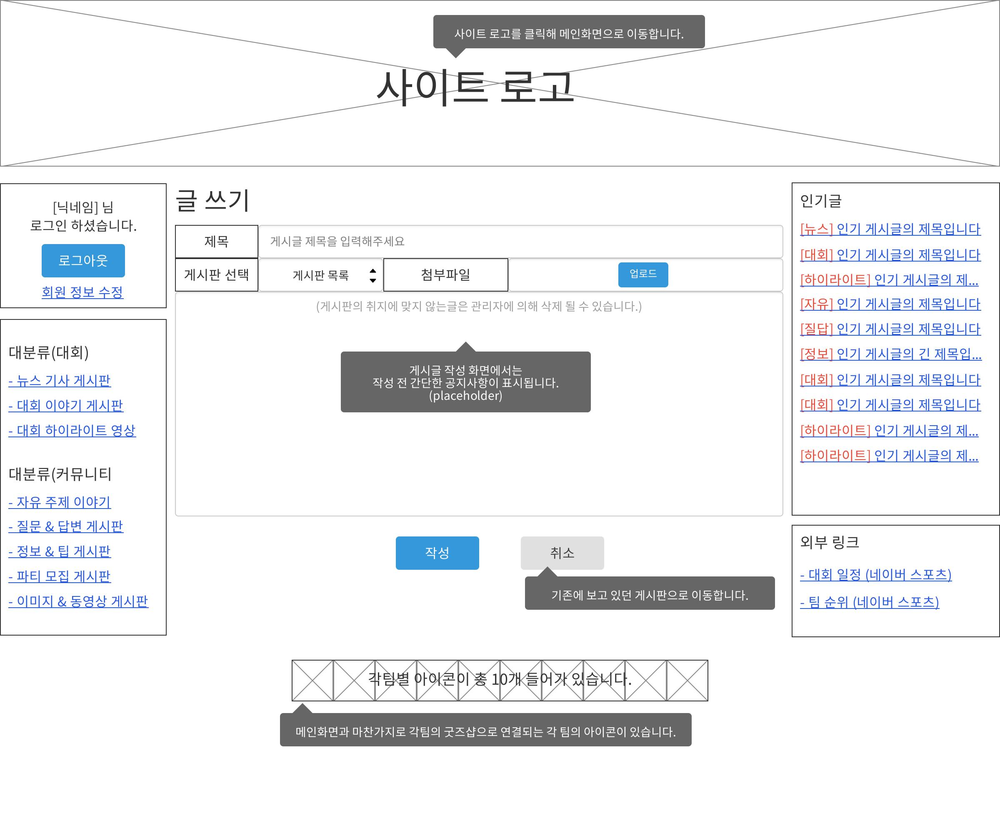 사이트 로고를 클릭해 메인화면으로 이동합니다.
사이트 로고
[닉네임] 님
로그인 하셨습니다.
로그아웃
회원 정보 수정
대분류(대회)
- 뉴스 기사 게시판
- 대회 이야기 게시판
- 대회 하이라이트 영상
대분류(커뮤니티
- 자유 주제 이야기
- 질문 & 답변 게시판
- 정보 & 팁 게시판
- 파티 모집 게시판
- 이미지 & 동영상 게시판
글 쓰기
제목
게시글 제목을 입력해주세요
게시판 선택
게시판 목록
첨부파일
업로드
(게시판의 취지에 맞지 않는글은 관리자에 의해 삭제 될 수 있습니다.)
게시글 작성 화면에서는
작성 전 간단한 공지사항이 표시됩니다.
(placeholder)
작성
취소
기존에 보고 있던 게시판으로 이동합니다.
인기글
[뉴스] 인기 게시글의 제목입니다
[대회] 인기 게시글의 제목입니다
[하이라이트] 인기 게시글의 제...
[자유] 인기 게시글의 제목입니다
[질답] 인기 게시글의 제목입니다
[정보] 인기 게시글의 긴 제목입...
[대회] 인기 게시글의 제목입니다
[대회] 인기 게시글의 제목입니다
[하이라이트] 인기 게시글의 제...
[하이라이트] 인기 게시글의 제...
외부 링크
- 대회 일정 (네이버 스포츠)
- 팀 순위 (네이버 스포츠)
각팀별 아이콘이 총 10개 들어가 있습니다.
메인화면과 마찬가지로 각팀의 굿즈샵으로 연결되는 각 팀의 아이콘이 있습니다.